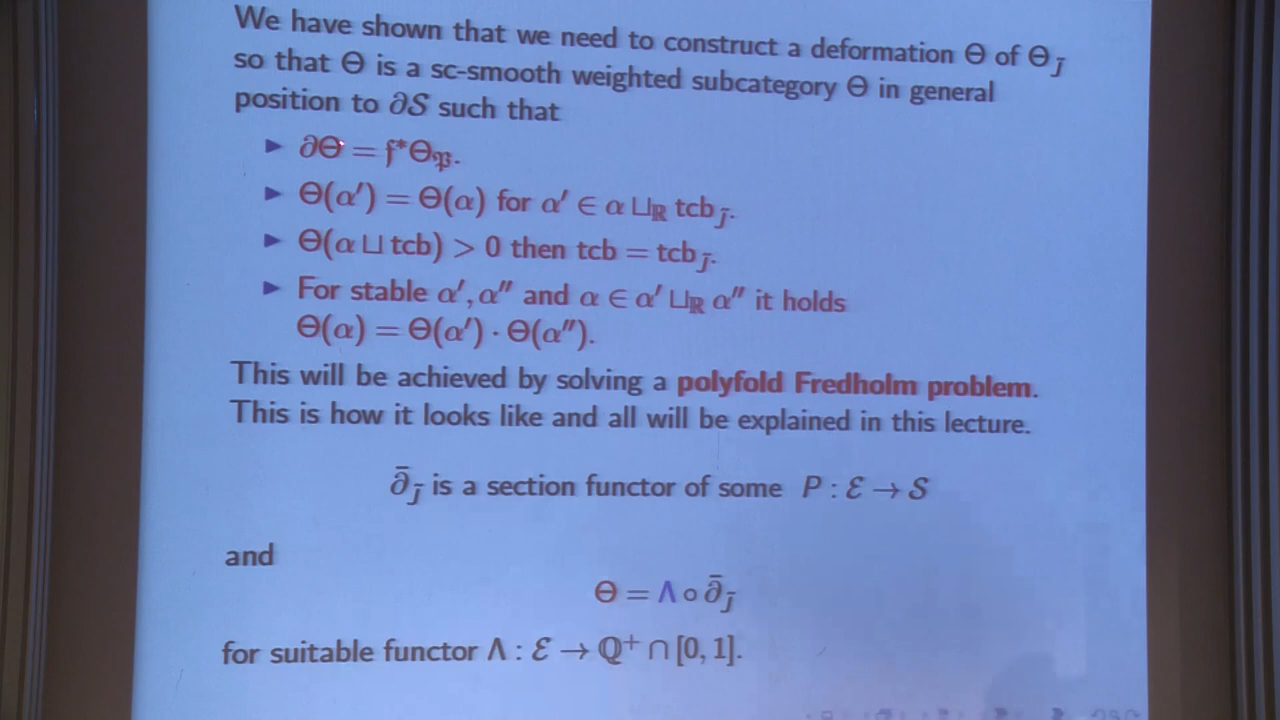 We have shown that we need to construct a deformation Θ of Θ_J̃
so that Θ is a sc-smooth weighted subcategory Θ in general
position to ∂S such that
▶ ∂Θ = 𝔣*Θ_𝔓.
▶ Θ(α′) = Θ(α) for α′ ∈ α ⊔_ℝ tcb_J̃.
▶ Θ(α ⊔ tcb) > 0 then tcb = tcb_J̃.
▶ For stable α′, α″ and α ∈ α′ ⊔_ℝ α″ it holds
Θ(α) = Θ(α′) · Θ(α″).
This will be achieved by solving a polyfold Fredholm problem.
This is how it looks like and all will be explained in this lecture.
∂̄_J̃ is a section functor of some P : ℰ → 𝒮
and
Θ = Λ ∘ ∂̄_J̃
for suitable functor Λ : ℰ → ℚ⁺ ∩ [0, 1].